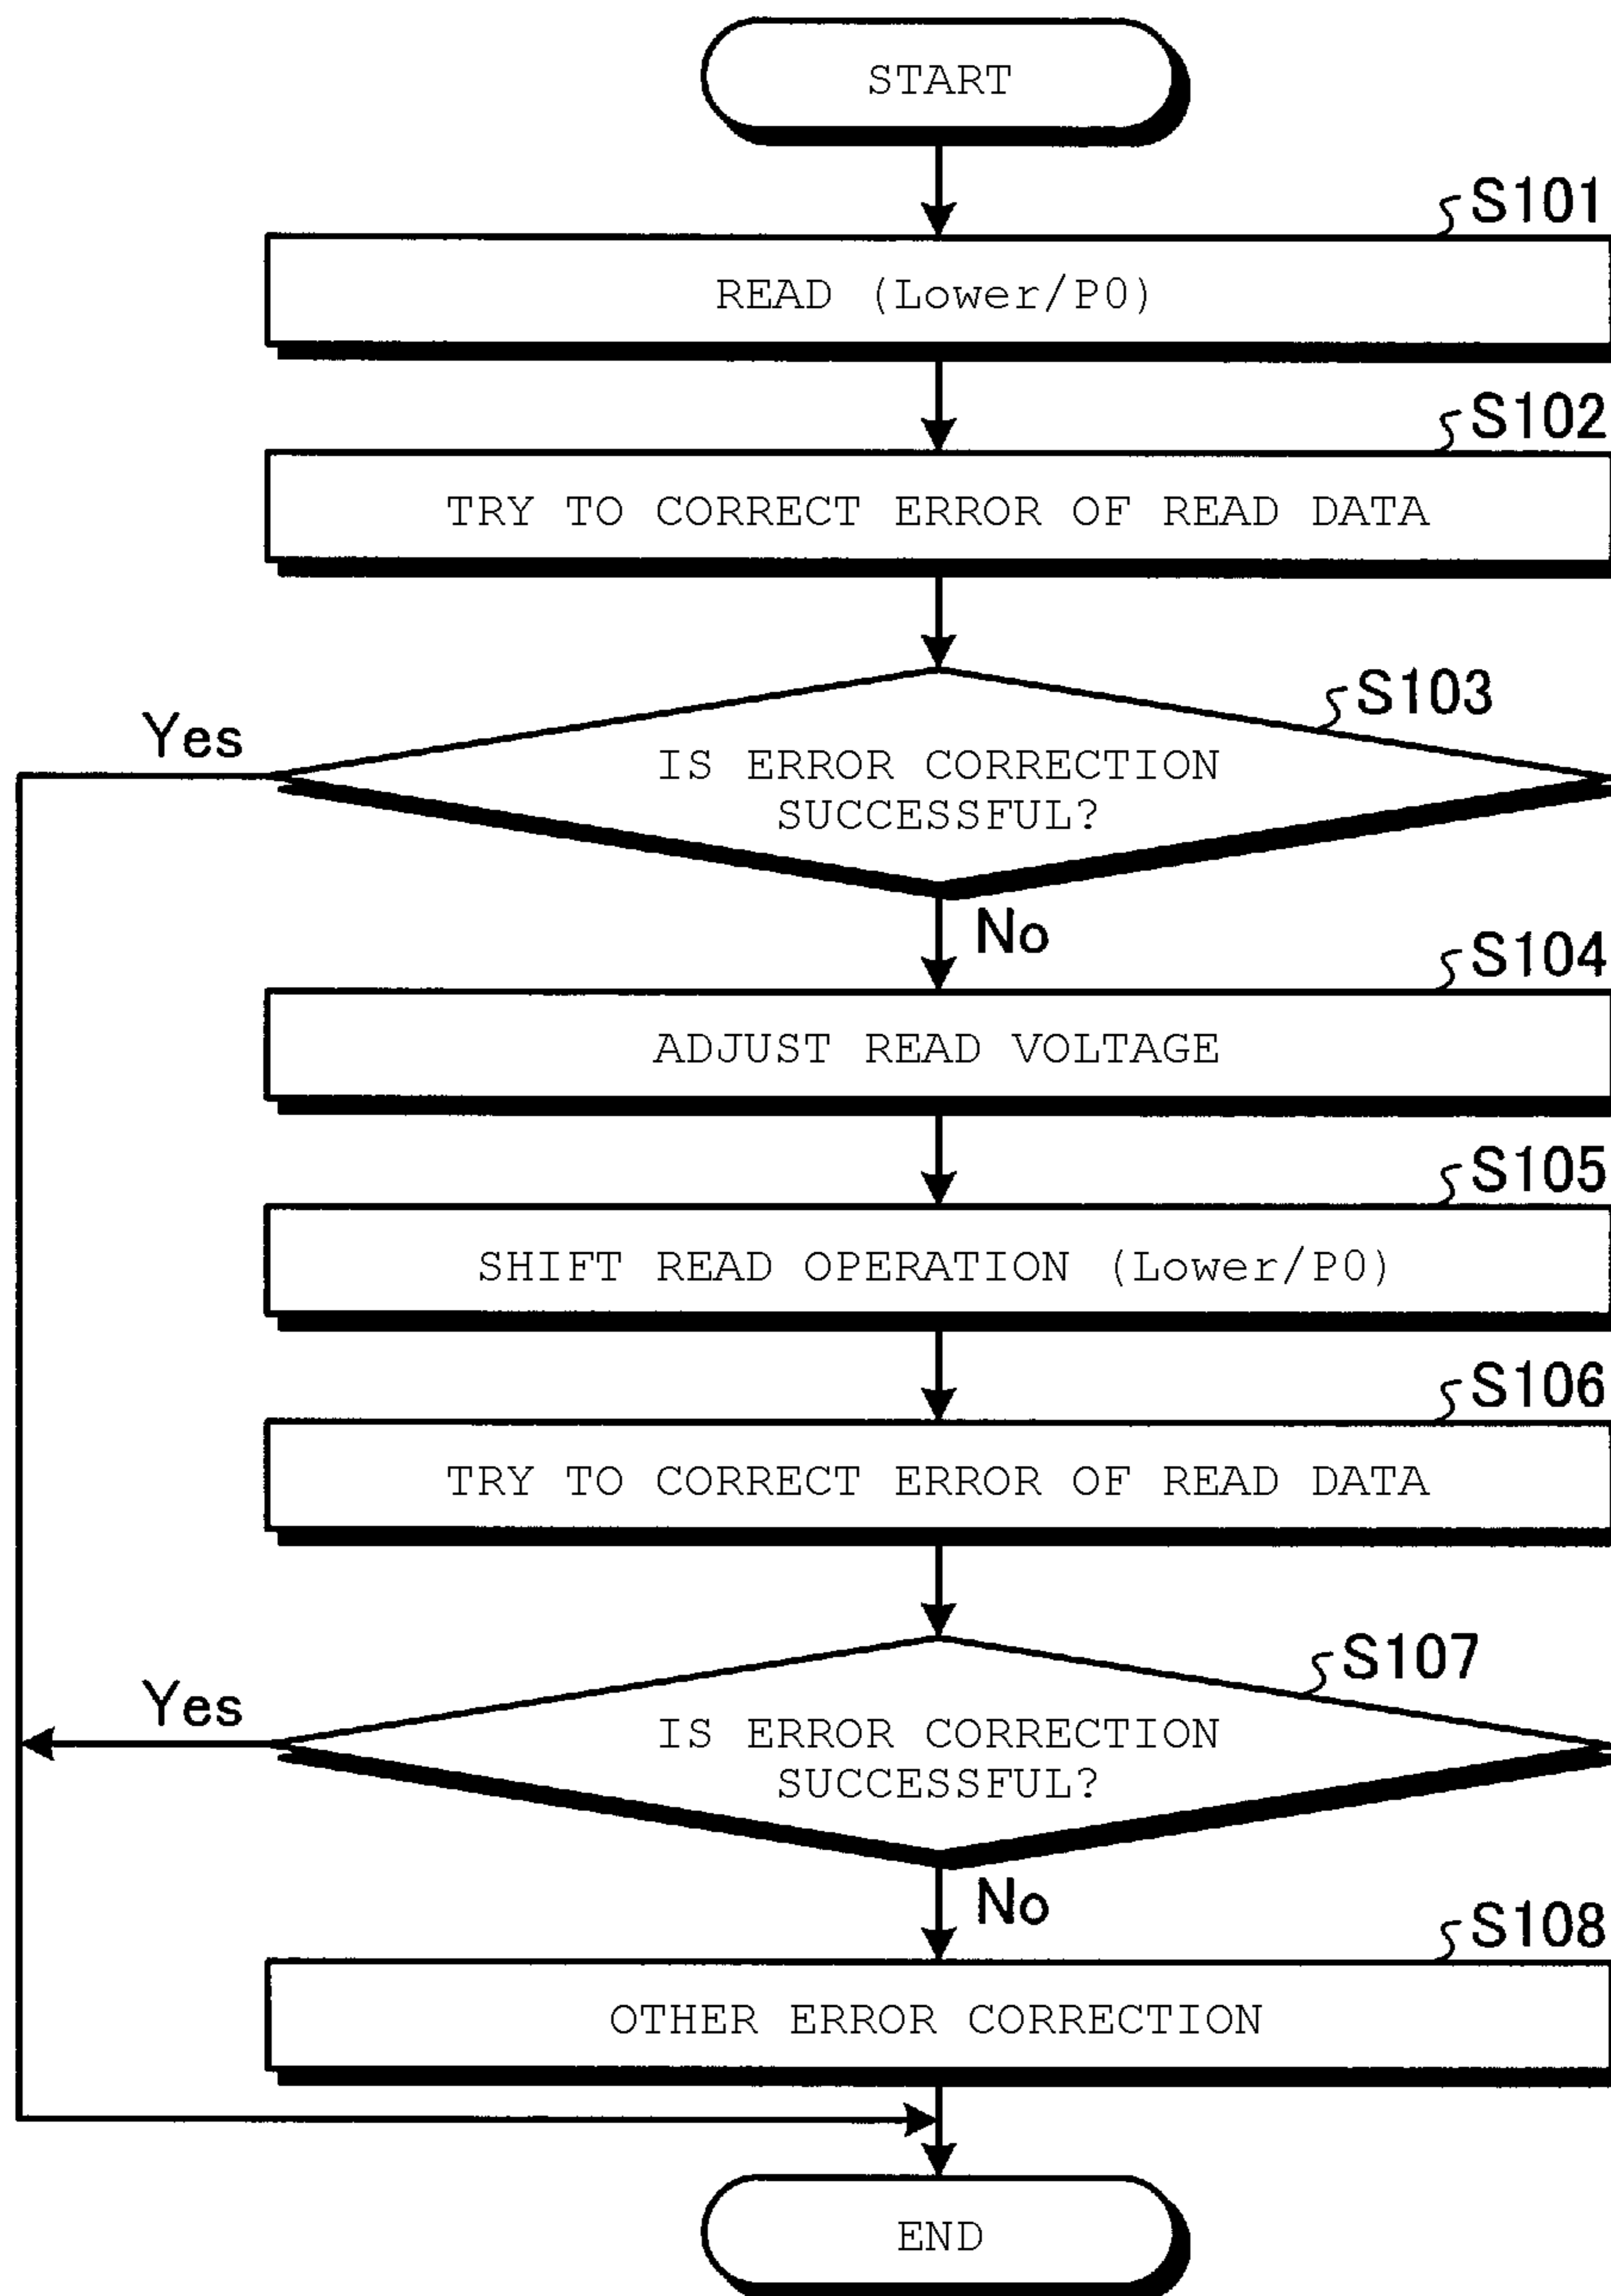 START
S101
READ (Lower/P0)
S102
TRY TO CORRECT ERROR OF READ DATA
S103
Yes
IS ERROR CORRECTION
SUCCESSFUL?
No
S104
ADJUST READ VOLTAGE
S105
SHIFT READ OPERATION (Lower/P0)
S106
TRY TO CORRECT ERROR OF READ DATA
S107
Yes
IS ERROR CORRECTION
SUCCESSFUL?
No
S108
OTHER ERROR CORRECTION
END